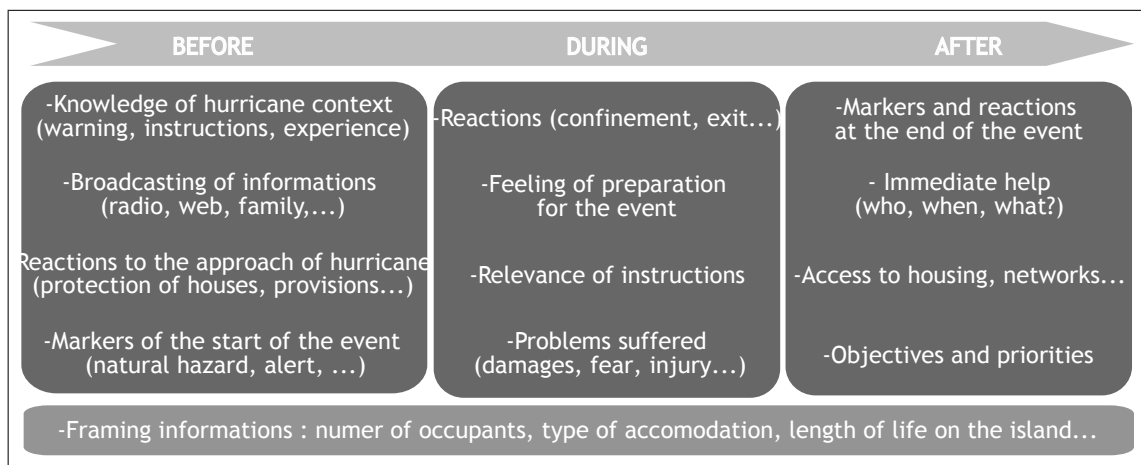 BEFORE
DURING
AFTER
-Knowledge of hurricane context
(warning, instructions, experience)
-Broadcasting of informations
(radio, web, family,...)
Reactions to the approach of hurricane
(protection of houses, provisions...)
-Markers of the start of the event
(natural hazard, alert, ...)
-Reactions (confinement, exit...)
-Feeling of preparation
for the event
-Relevance of instructions
-Problems suffered
(damages, fear, injury...)
-Markers and reactions
at the end of the event
- Immediate help
(who, when, what?)
-Access to housing, networks...
-Objectives and priorities
-Framing informations : numer of occupants, type of accomodation, length of life on the island...